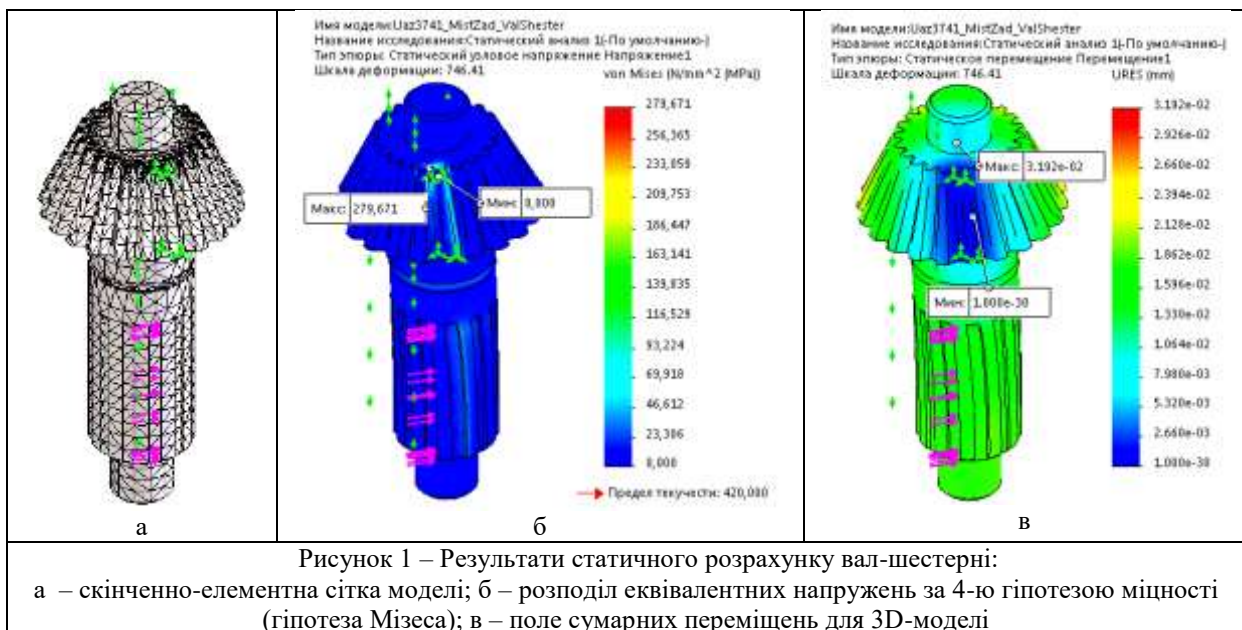 Имя модели:Uaz3741_MistZad_ValShester
Название исследования:Статический анализ 1(-По умолчанию-)
Тип эпюры: Статический узловое напряжение Напряжение1
Шкала деформации: 746.41
von Mises (N/mm^2 (MPa))
279,671
256,365
233,059
209,753
186,447
163,141
139,835
116,529
93,224
69,918
46,612
23,306
0,000
Предел текучести: 420,000
Макс: 279,671
Мин: 0,000
Имя модели:Uaz3741_MistZad_ValShester
Название исследования:Статический анализ 1(-По умолчанию-)
Тип эпюры: Статическое перемещение Перемещение1
Шкала деформации: 746.41
URES (mm)
3.192e-02
2.926e-02
2.660e-02
2.394e-02
2.128e-02
1.862e-02
1.596e-02
1.330e-02
1.064e-02
7.980e-03
5.320e-03
2.660e-03
1.000e-30
Макс: 3.192e-02
Мин: 1.000e-30
а
б
в
Рисунок 1 – Результати статичного розрахунку вал-шестерні:
а – скінченно-елементна сітка моделі; б – розподіл еквівалентних напружень за 4-ю гіпотезою міцності
(гіпотеза Мізеса); в – поле сумарних переміщень для 3D-моделі